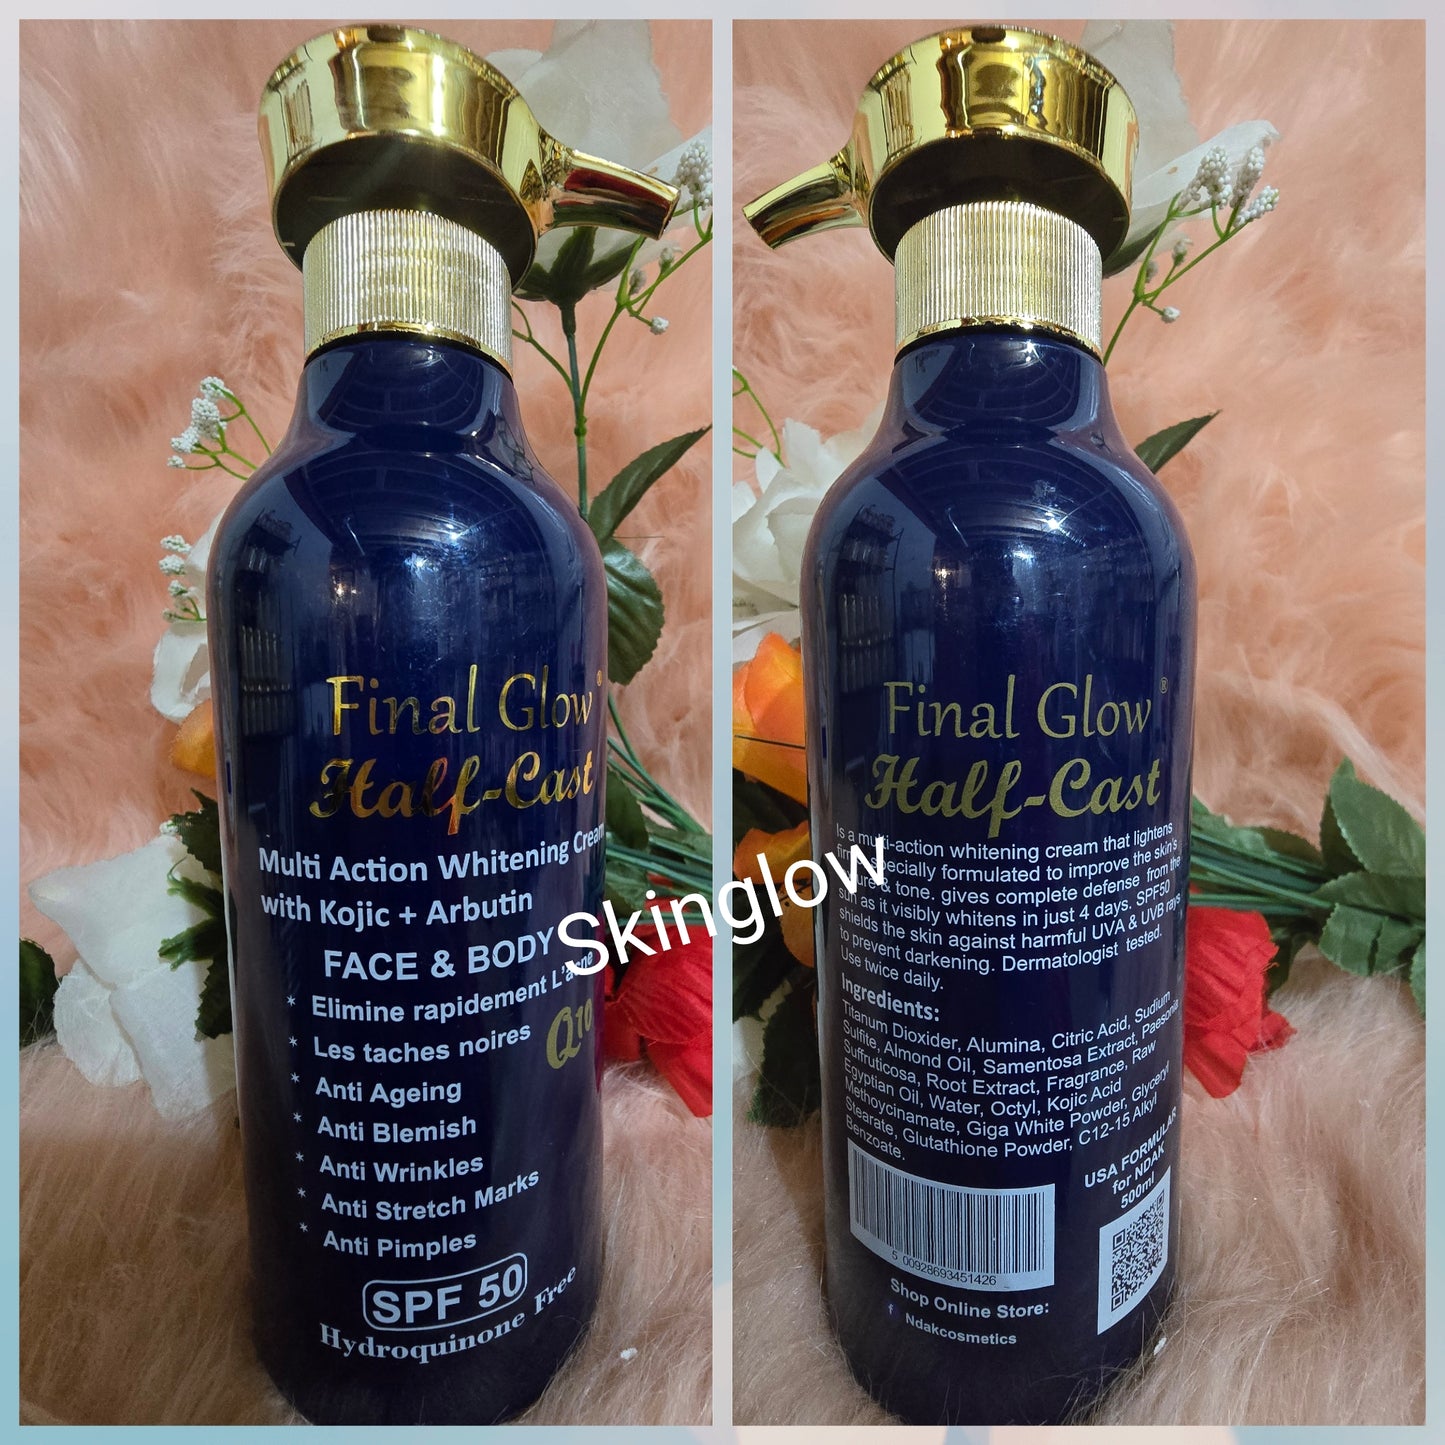 Final Glow®
Half-Cast
Multi Action Whitening Cream
with Kojic + Arbutin
FACE & BODY
* Elimine rapidement L'acne
* Les taches noires
Q10
* Anti Ageing
* Anti Blemish
* Anti Wrinkles
* Anti Stretch Marks
* Anti Pimples
SPF 50
Hydroquinone Free
Skinglow
Final Glow®
Half-Cast
Is a multi-action whitening cream that lightens
specially formulated to improve the skin's
& tone. gives complete defense from the
sun as it visibly whitens in just 4 days. SPF50
shields the skin against harmful UVA & UVB rays
to prevent darkening. Dermatologist tested.
Use twice daily.
Ingredients:
Titanum Dioxider, Alumina, Citric Acid, Sudium
Sulfite, Almond Oil, Samentosa Extract, Paesonia
Suffruticosa, Root Extract, Fragrance, Raw
Egyptian Oil, Water, Octyl, Kojic Acid
Methoycinamate, Giga White Powder, Glyceryl
Stearate, Glutathione Powder, C12-15 Alkyl
Benzoate.
USA FORMULAR
for NDAK
500ml
5 00928693451426
Shop Online Store:
f Ndakcosmetics